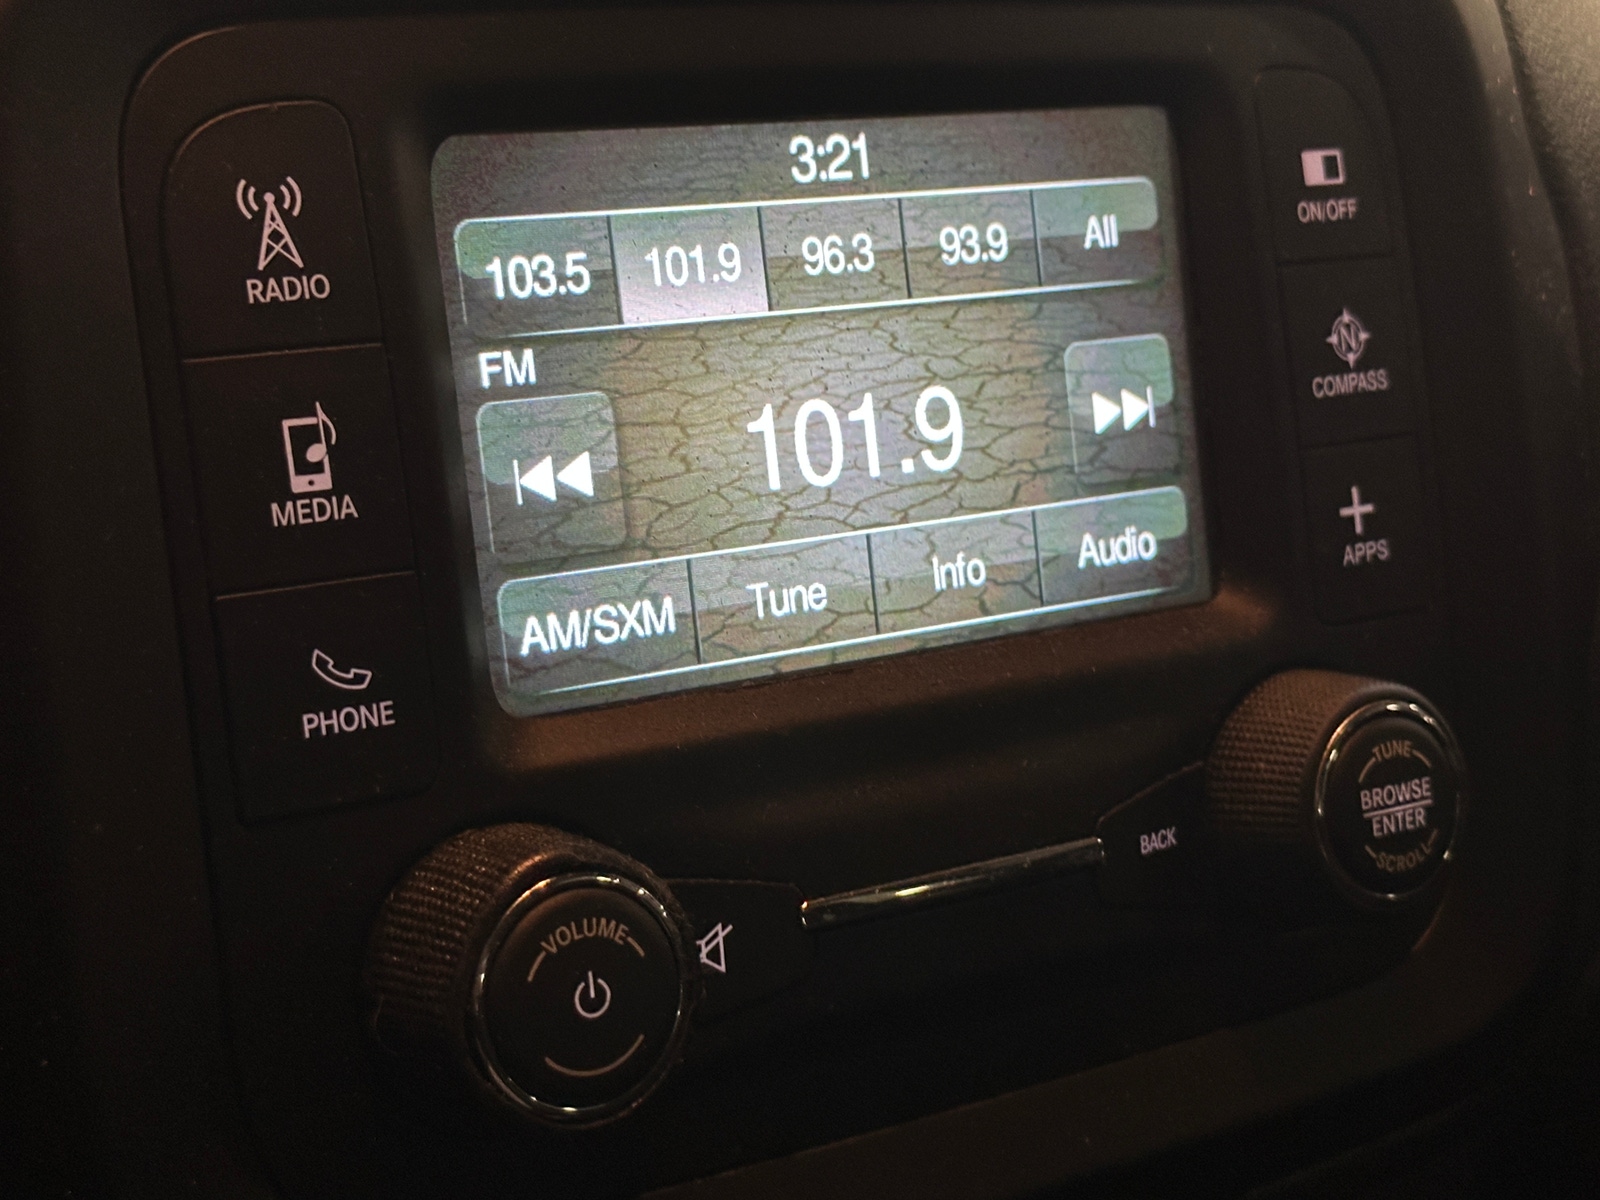 3:21
103.5 101.9 96.3 93.9 All
FM
101.9
AM/SXM Tune Info Audio
RADIO
MEDIA
PHONE
ON/OFF
N
COMPASS
APPS
VOLUME
BACK
TUNE
BROWSE
ENTER
SCROLL